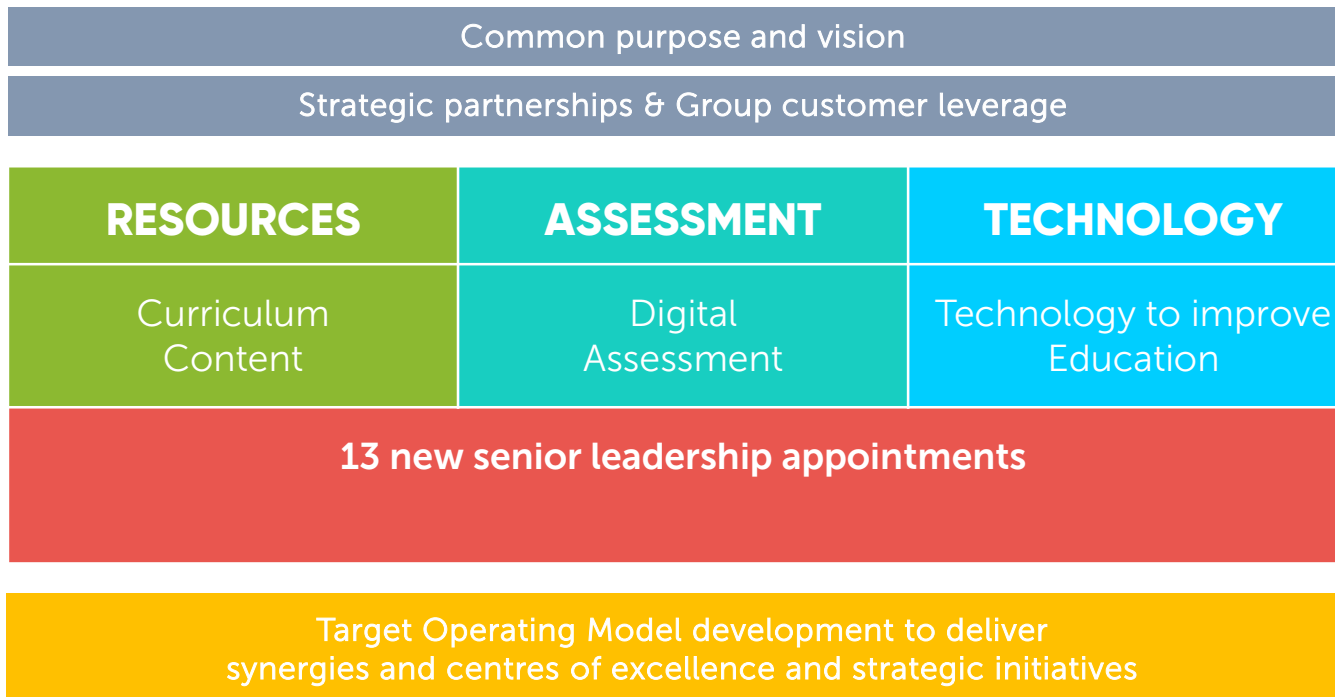 Common purpose and vision
Strategic partnerships & Group customer leverage
RESOURCES
ASSESSMENT
TECHNOLOGY
Curriculum
Content
Digital
Assessment
Technology to improve
Education
13 new senior leadership appointments
Target Operating Model development to deliver
synergies and centres of excellence and strategic initiatives